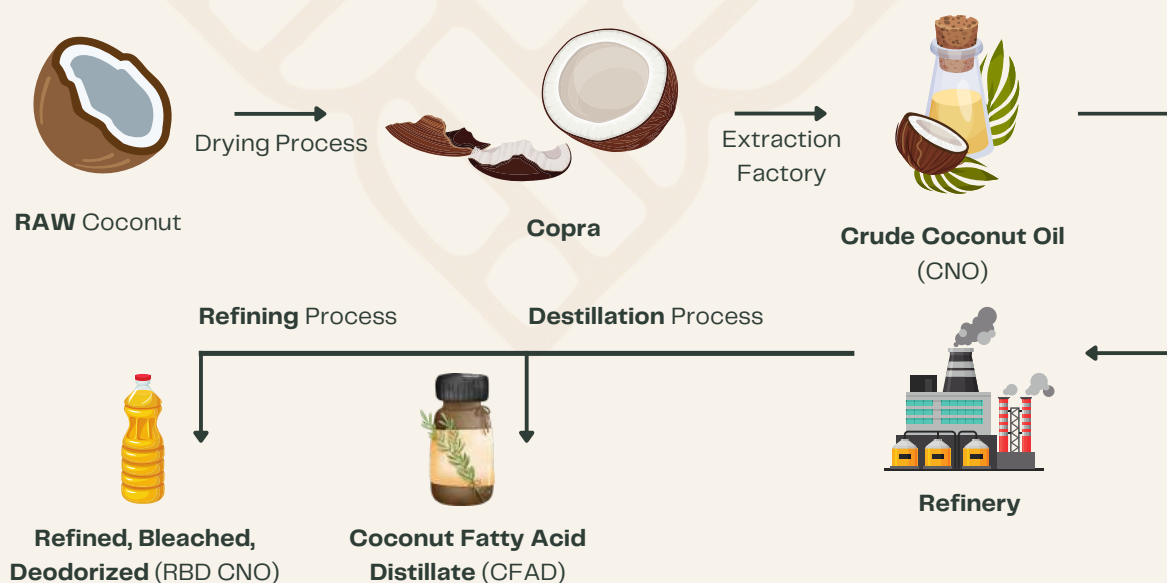 Drying Process
Extraction
Factory
RAW Coconut
Copra
Crude Coconut Oil
(CNO)
Refining Process
Destillation Process
Refinery
Refined, Bleached,
Deodorized (RBD CNO)
Coconut Fatty Acid
Distillate (CFAD)